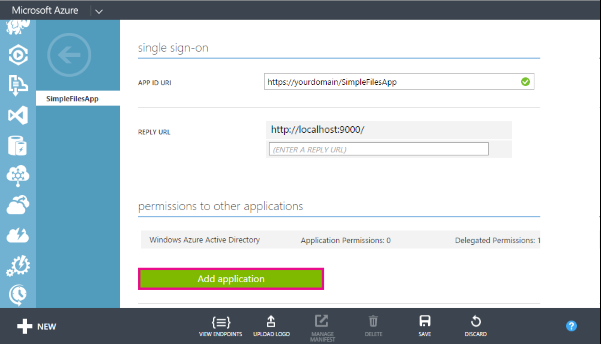 Microsoft Azure
single sign-on
APP ID URI
https://yourdomain/SimpleFilesApp
SimpleFilesApp
REPLY URL
http://localhost:9000/
(ENTER A REPLY URL)
permissions to other applications
Windows Azure Active Directory Application Permissions: 0 Delegated Permissions: 1
Add application
NEW
VIEW ENDPOINTS
UPLOAD LOGO
MANAGE
MANIFEST
DELETE
SAVE
DISCARD
?